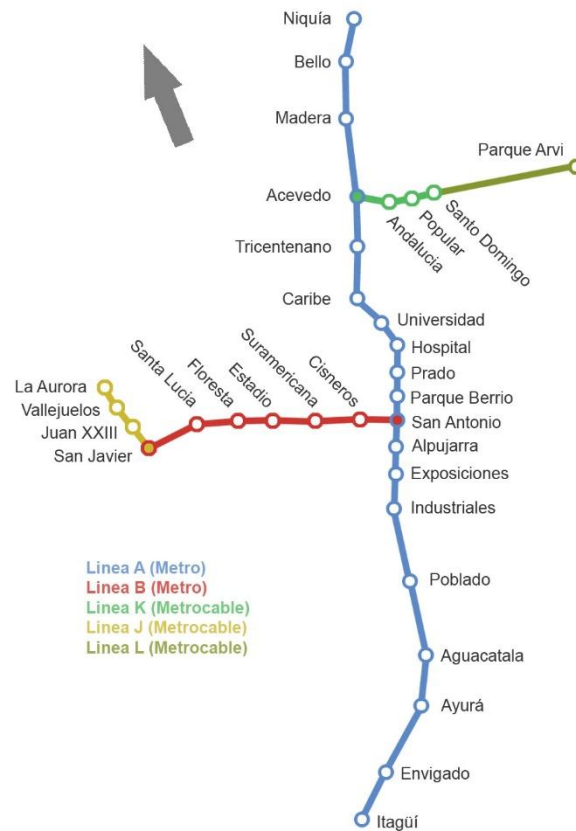 Niquía
Bello
Madera
Parque Arvi
Acevedo
Andalucia
Popular
Santo Domingo
Tricentenano
Caribe
Universidad
Hospital
Prado
Parque Berrio
San Antonio
Cisneros
Suramericana
Estadio
Floresta
Santa Lucia
La Aurora
Vallejuelos
Juan XXIII
San Javier
Alpujarra
Exposiciones
Industriales
Poblado
Aguacatala
Ayurá
Envigado
Itagüí
Linea A (Metro)
Linea B (Metro)
Linea K (Metrocable)
Linea J (Metrocable)
Linea L (Metrocable)